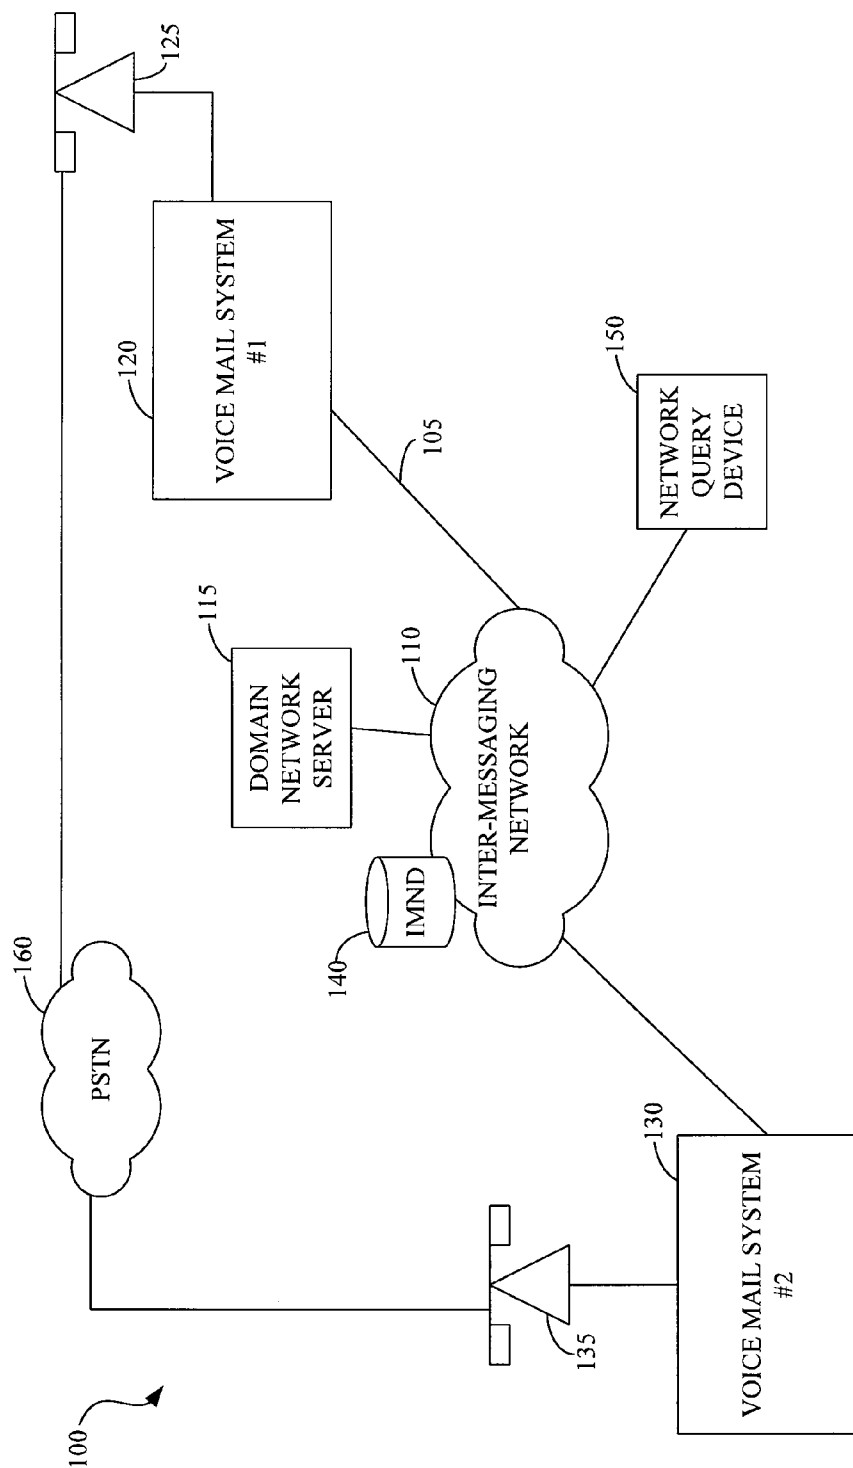 100
PSTN
160
125
135
VOICE MAIL SYSTEM
#1
120
VOICE MAIL SYSTEM
#2
130
IMND
140
DOMAIN
NETWORK
SERVER
115
INTER-MESSAGING
NETWORK
110
105
NETWORK
QUERY
DEVICE
150